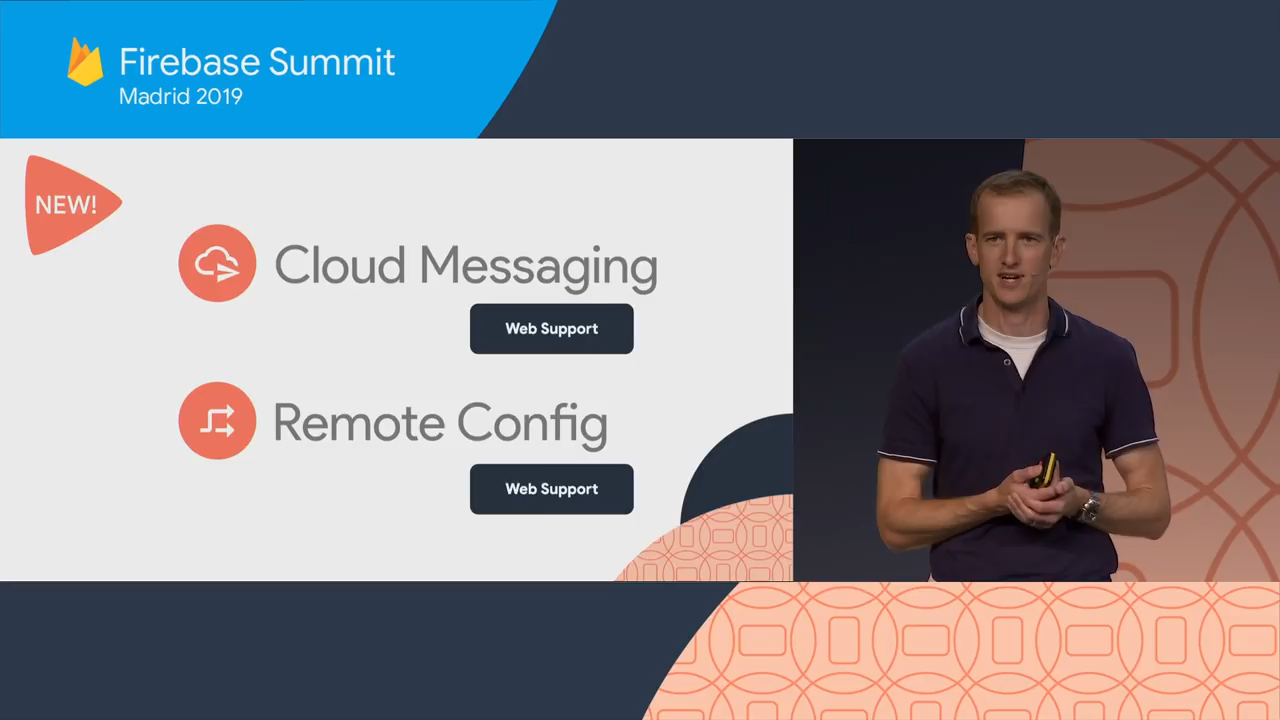 Firebase Summit
Madrid 2019
NEW!
Cloud Messaging
Web Support
Remote Config
Web Support